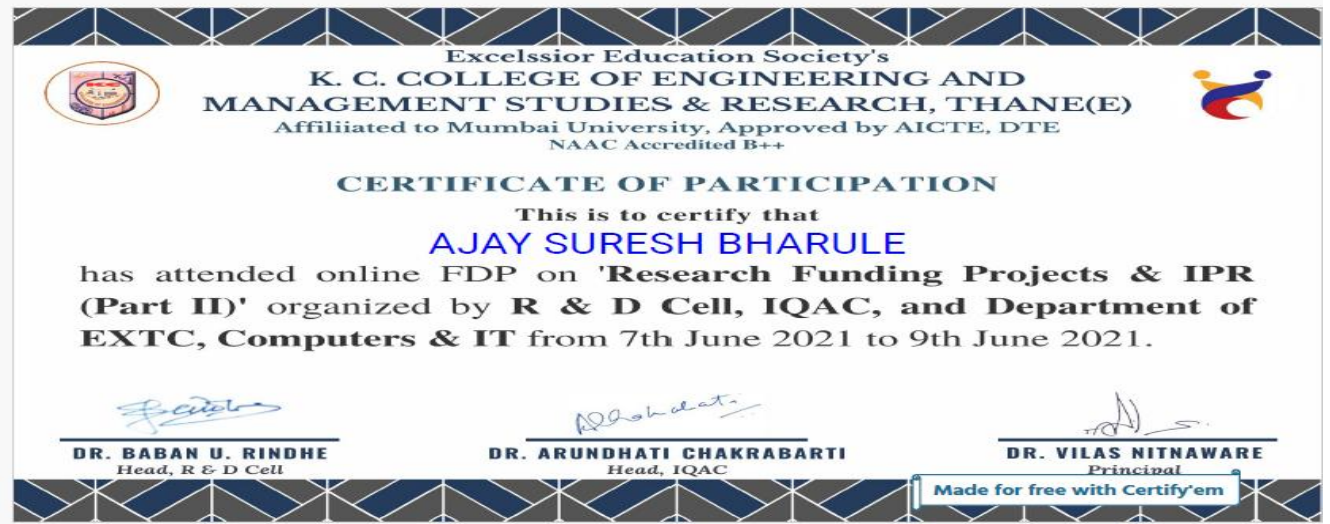 Excelssior Education Society's
K. C. COLLEGE OF ENGINEERING AND
MANAGEMENT STUDIES & RESEARCH, THANE(E)
Affiliiated to Mumbai University, Approved by AICTE, DTE
NAAC Accredited B++
CERTIFICATE OF PARTICIPATION
This is to certify that
AJAY SURESH BHARULE
has attended online FDP on 'Research Funding Projects & IPR
(Part II)' organized by R & D Cell, IQAC, and Department of
EXTC, Computers & IT from 7th June 2021 to 9th June 2021.
DR. BABAN U. RINDHE
Head, R & D Cell
DR. ARUNDHATI CHAKRABARTI
Head, IQAC
DR. VILAS NITNAWARE
Principal
Made for free with Certify'em